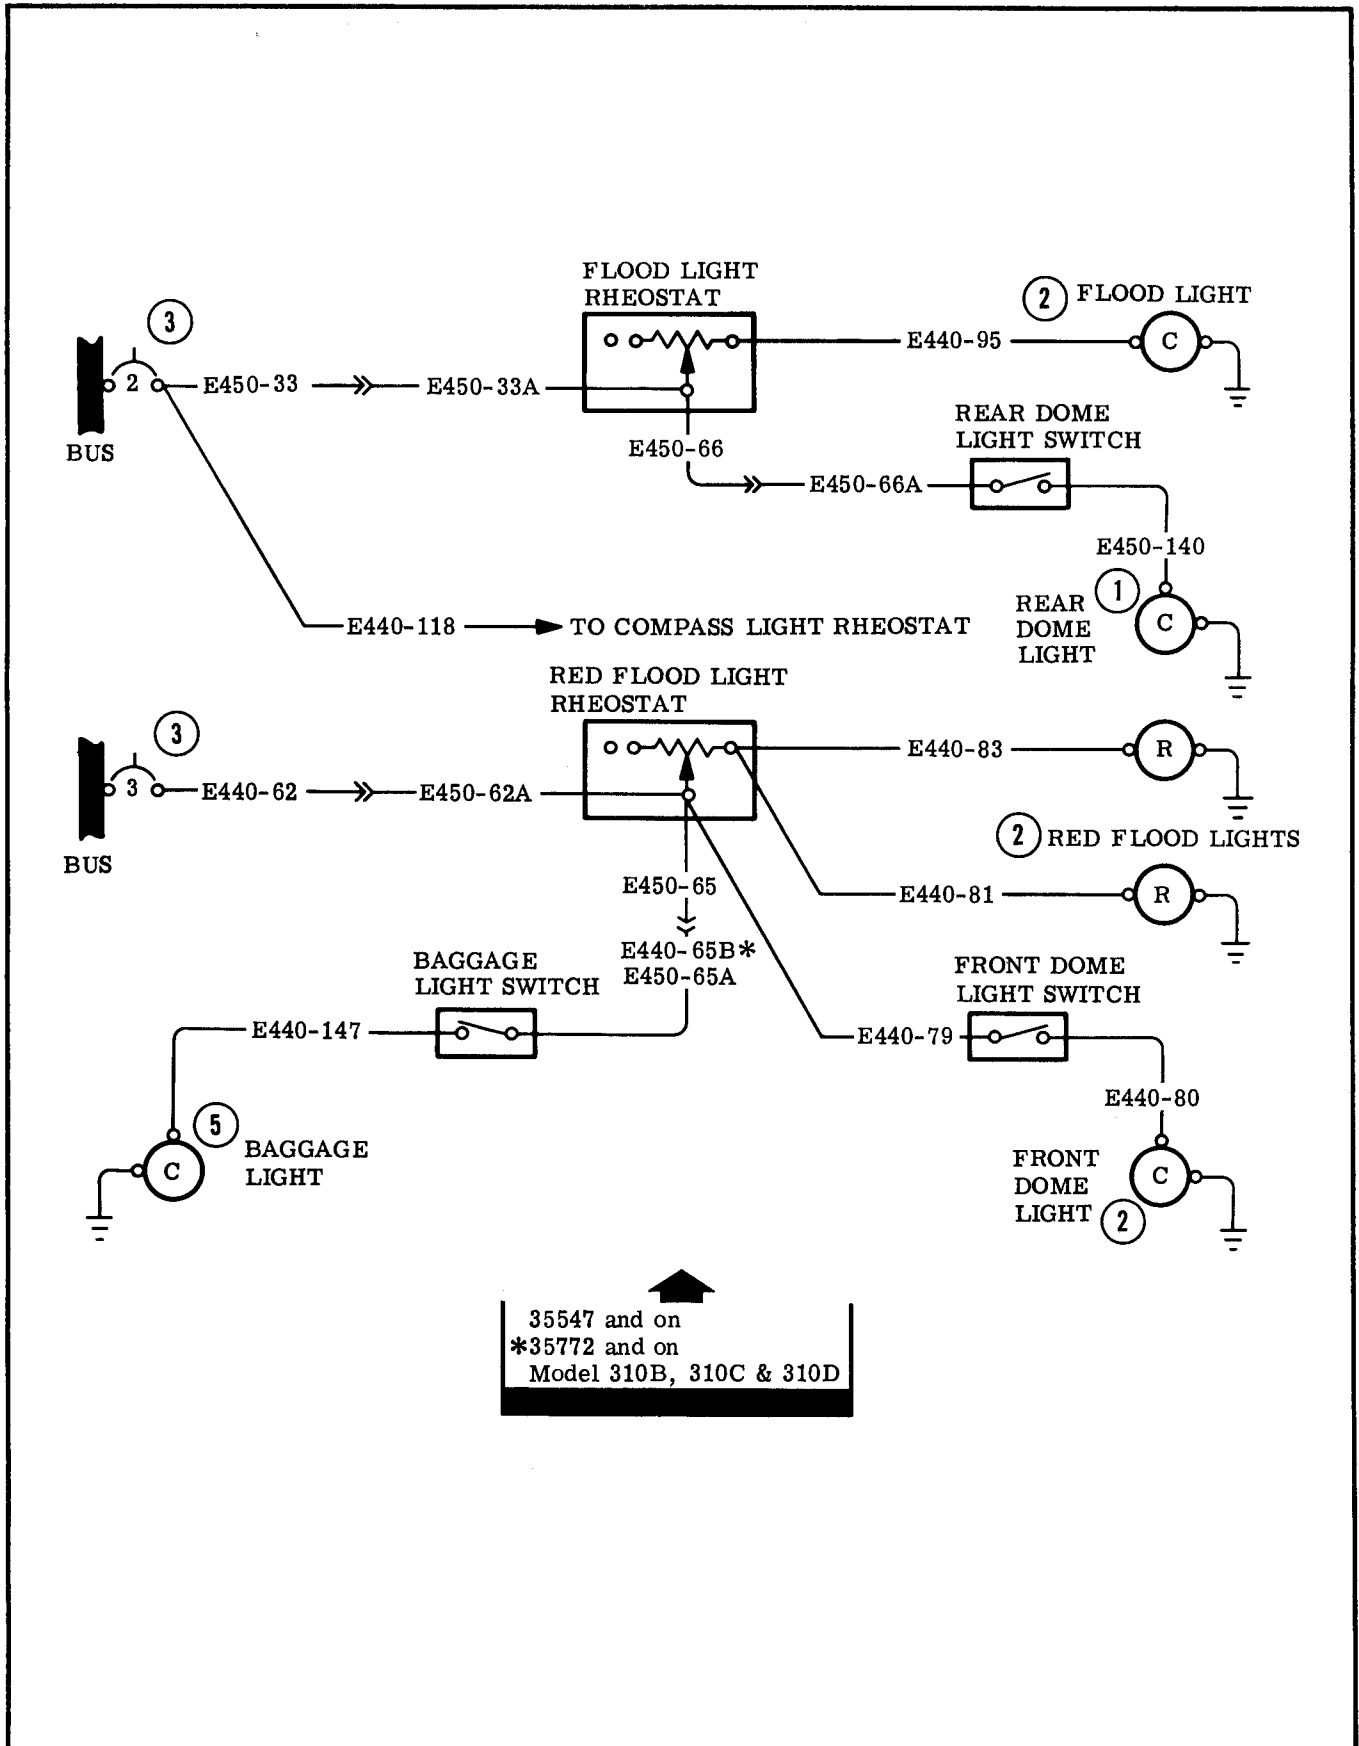 FLOOD LIGHT
RHEOSTAT
2 FLOOD LIGHT
3
E440-95
C
2
E450-33
E450-33A
BUS
E450-66
REAR DOME
LIGHT SWITCH
E450-66A
E450-140
1
REAR
DOME
LIGHT
C
E440-118
TO COMPASS LIGHT RHEOSTAT
RED FLOOD LIGHT
RHEOSTAT
3
E440-83
R
3
E440-62
E450-62A
BUS
2 RED FLOOD LIGHTS
E450-65
E440-81
R
E440-65B*
E450-65A
BAGGAGE
LIGHT SWITCH
FRONT DOME
LIGHT SWITCH
E440-147
E440-79
E440-80
5
BAGGAGE
LIGHT
C
FRONT
DOME
LIGHT
C
2
35547 and on
*35772 and on
Model 310B, 310C & 310D